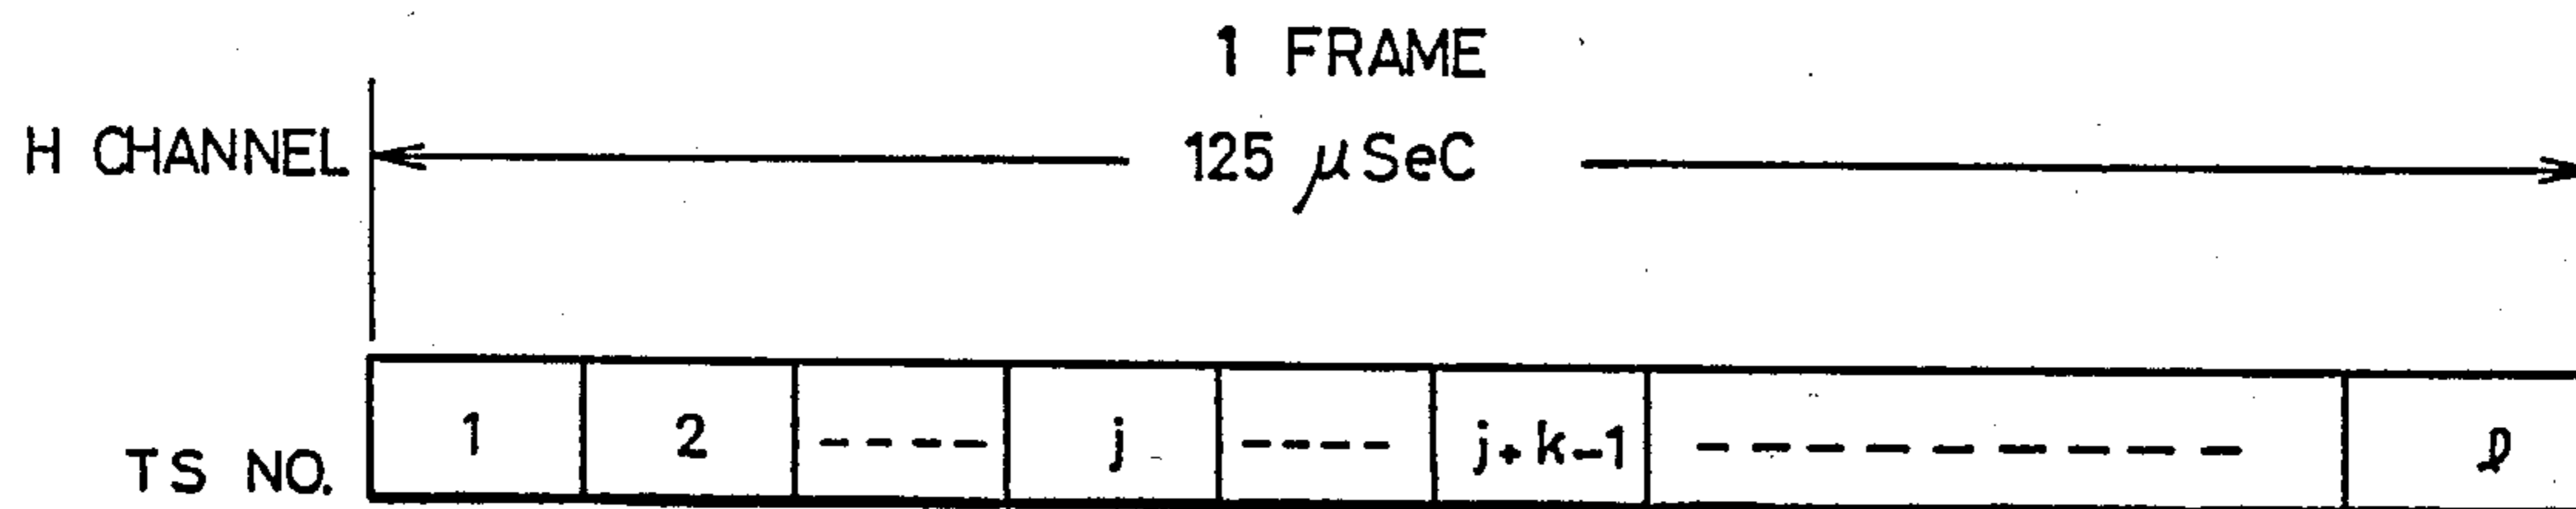 1 FRAME
H CHANNEL 125 μSeC
TS NO. 1 2 ---- j ---- j+k-1 --------- ℓ